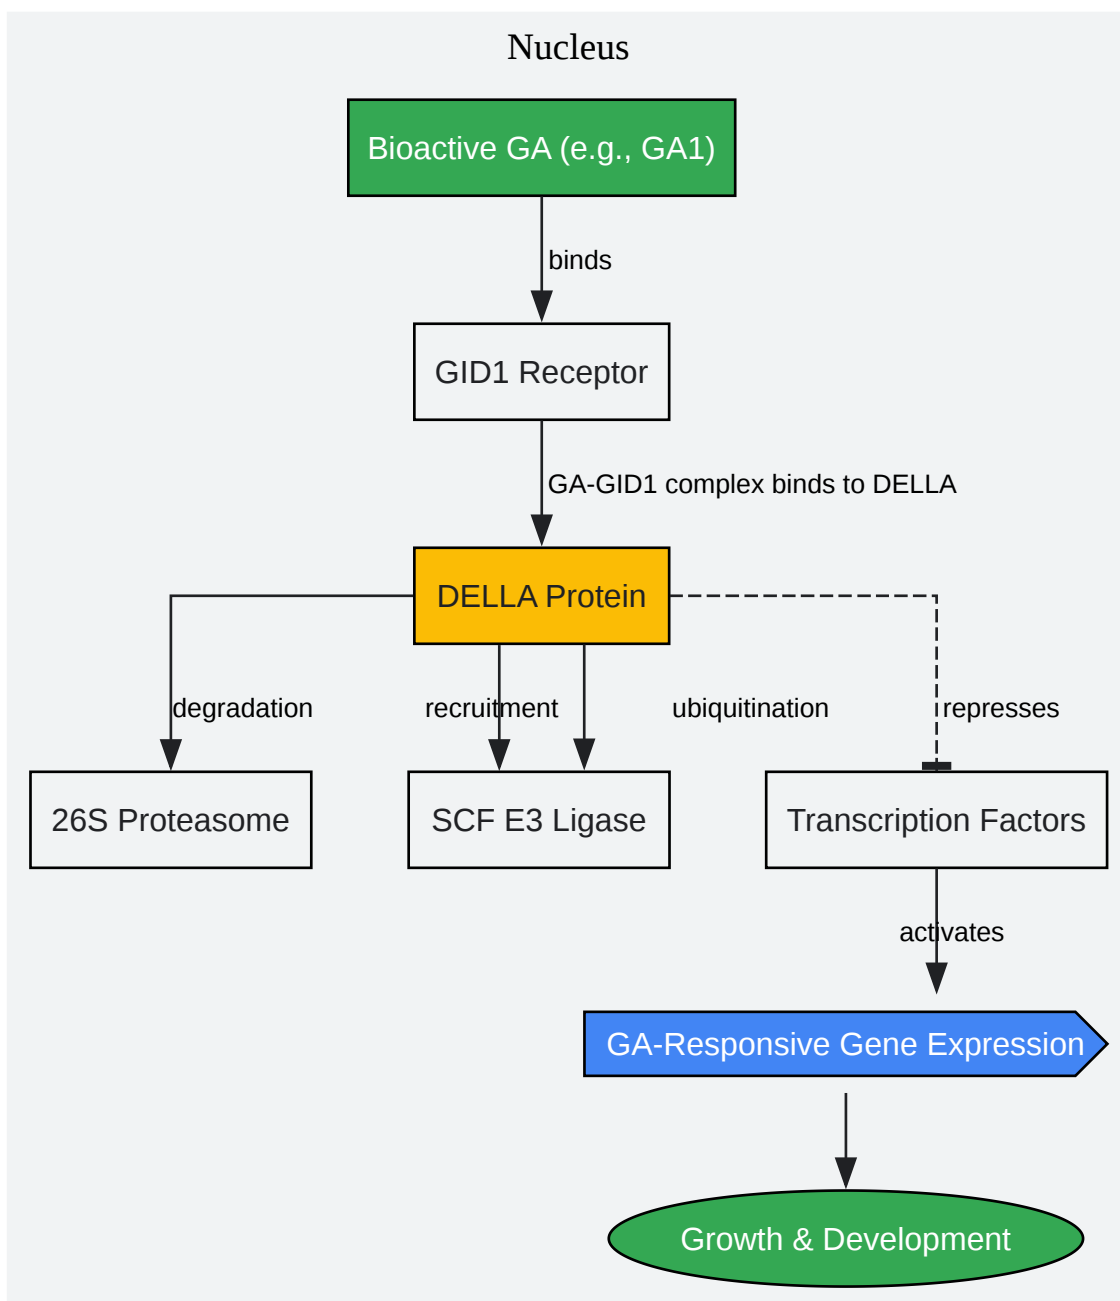 Nucleus
Bioactive GA (e.g., GA1)
binds
GID1 Receptor
GA-GID1 complex binds to DELLA
DELLA Protein
degradation
recruitment
ubiquitination
represses
26S Proteasome
SCF E3 Ligase
Transcription Factors
activates
GA-Responsive Gene Expression
Growth & Development